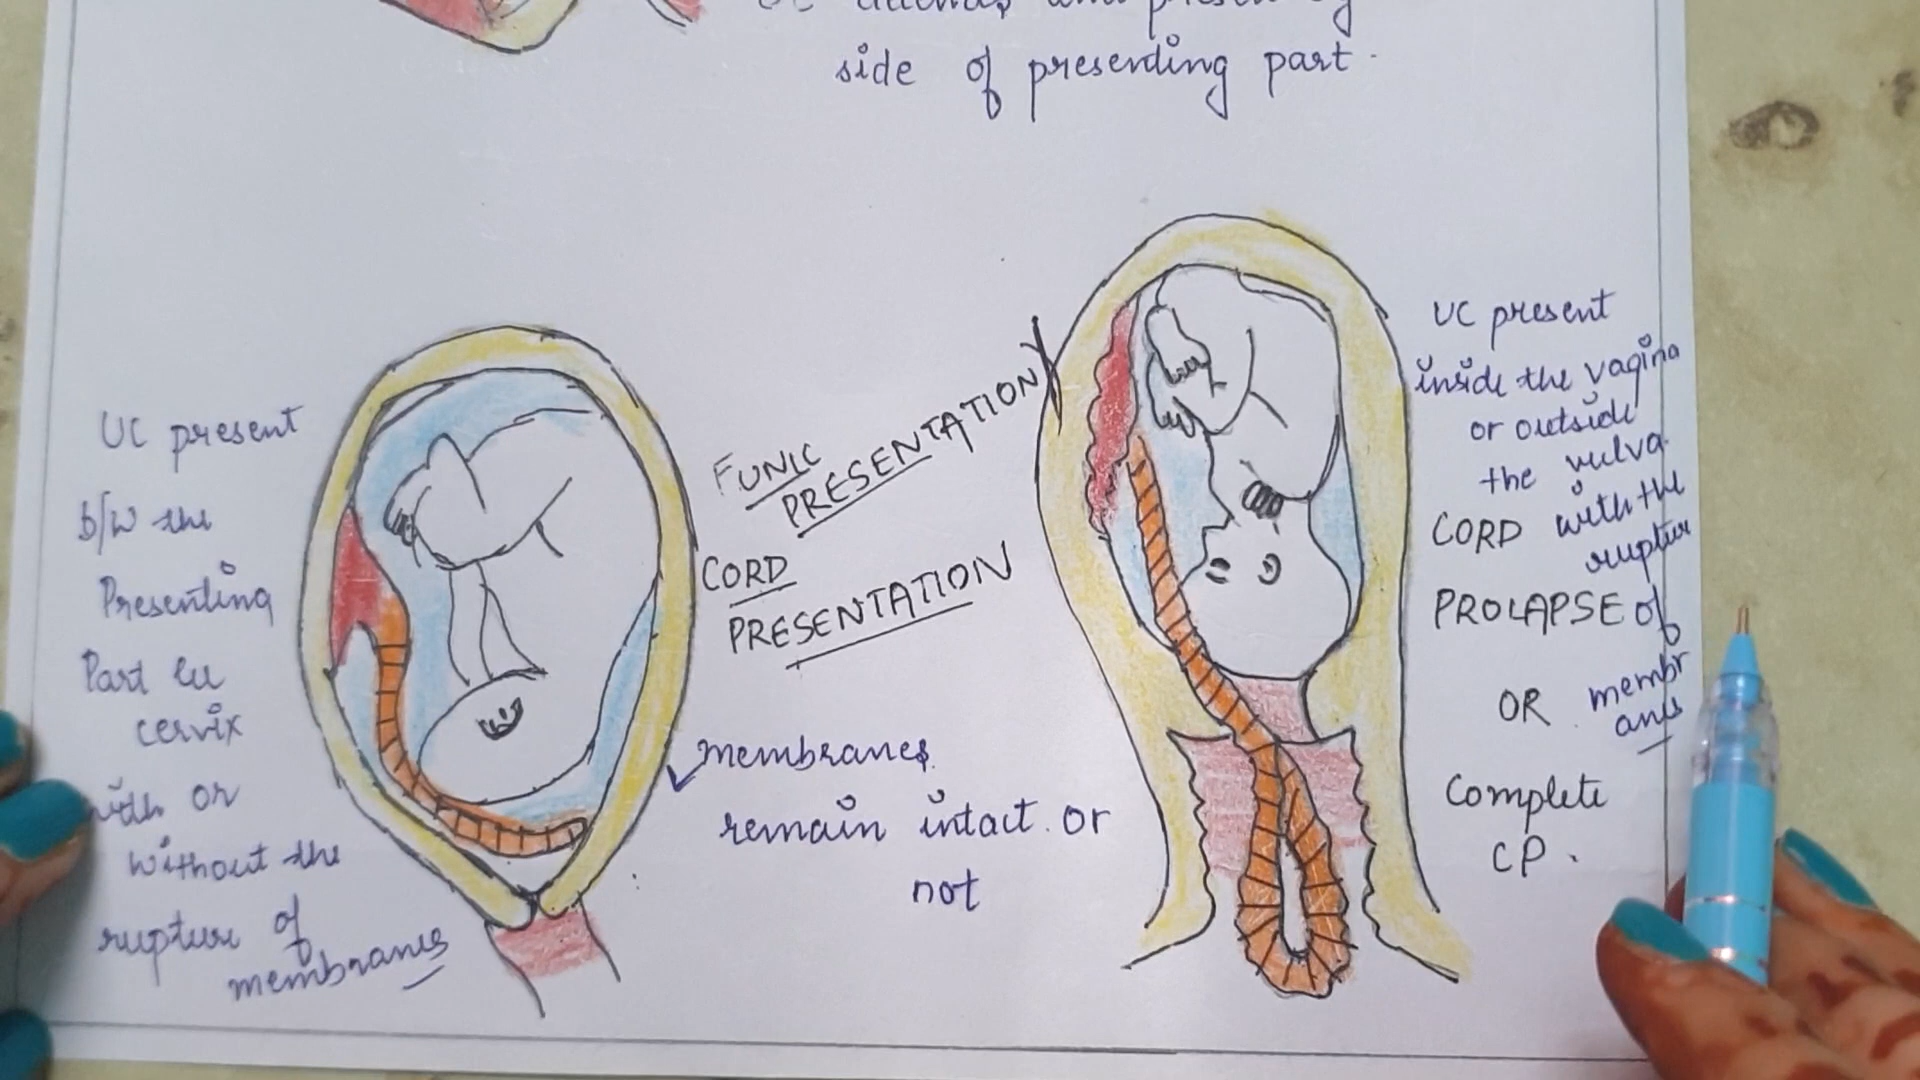 side of presenting part.
UC present
b/w the
Presenting
Part &
cervix
with or
without the
rupture of
membranes
FUNIC
PRESENTATION
CORD
PRESENTATION
membranes
remain intact or
not
UC present
inside the vagina
or outside
the vulva
CORD with the
ruptur
PROLAPSE of
OR membr
anes
Complete
CP.